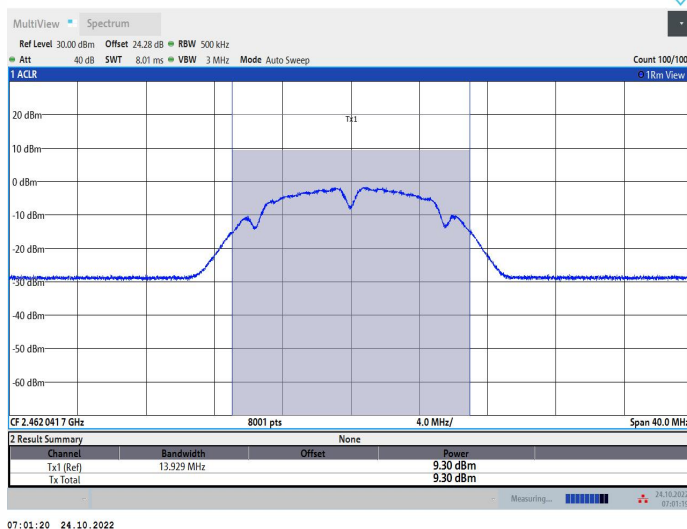 MultiView Spectrum
Ref Level 30.00 dBm Offset 24.28 dB RBW 500 kHz
Att 40 dB SWT 8.01 ms VBW 3 MHz Mode Auto Sweep Count 100/100
1 ACLR 1Rm View
Tx1
20 dBm
10 dBm
0 dBm
-10 dBm
-20 dBm
-30 dBm
-40 dBm
-50 dBm
-60 dBm
CF 2.462 041 7 GHz 8001 pts 4.0 MHz/ Span 40.0 MHz
2 Result Summary None
Channel Bandwidth Offset Power
Tx1 (Ref) 13.929 MHz 9.30 dBm
Tx Total 9.30 dBm
Measuring... 24.10.2022
07:01:19
07:01:20 24.10.2022